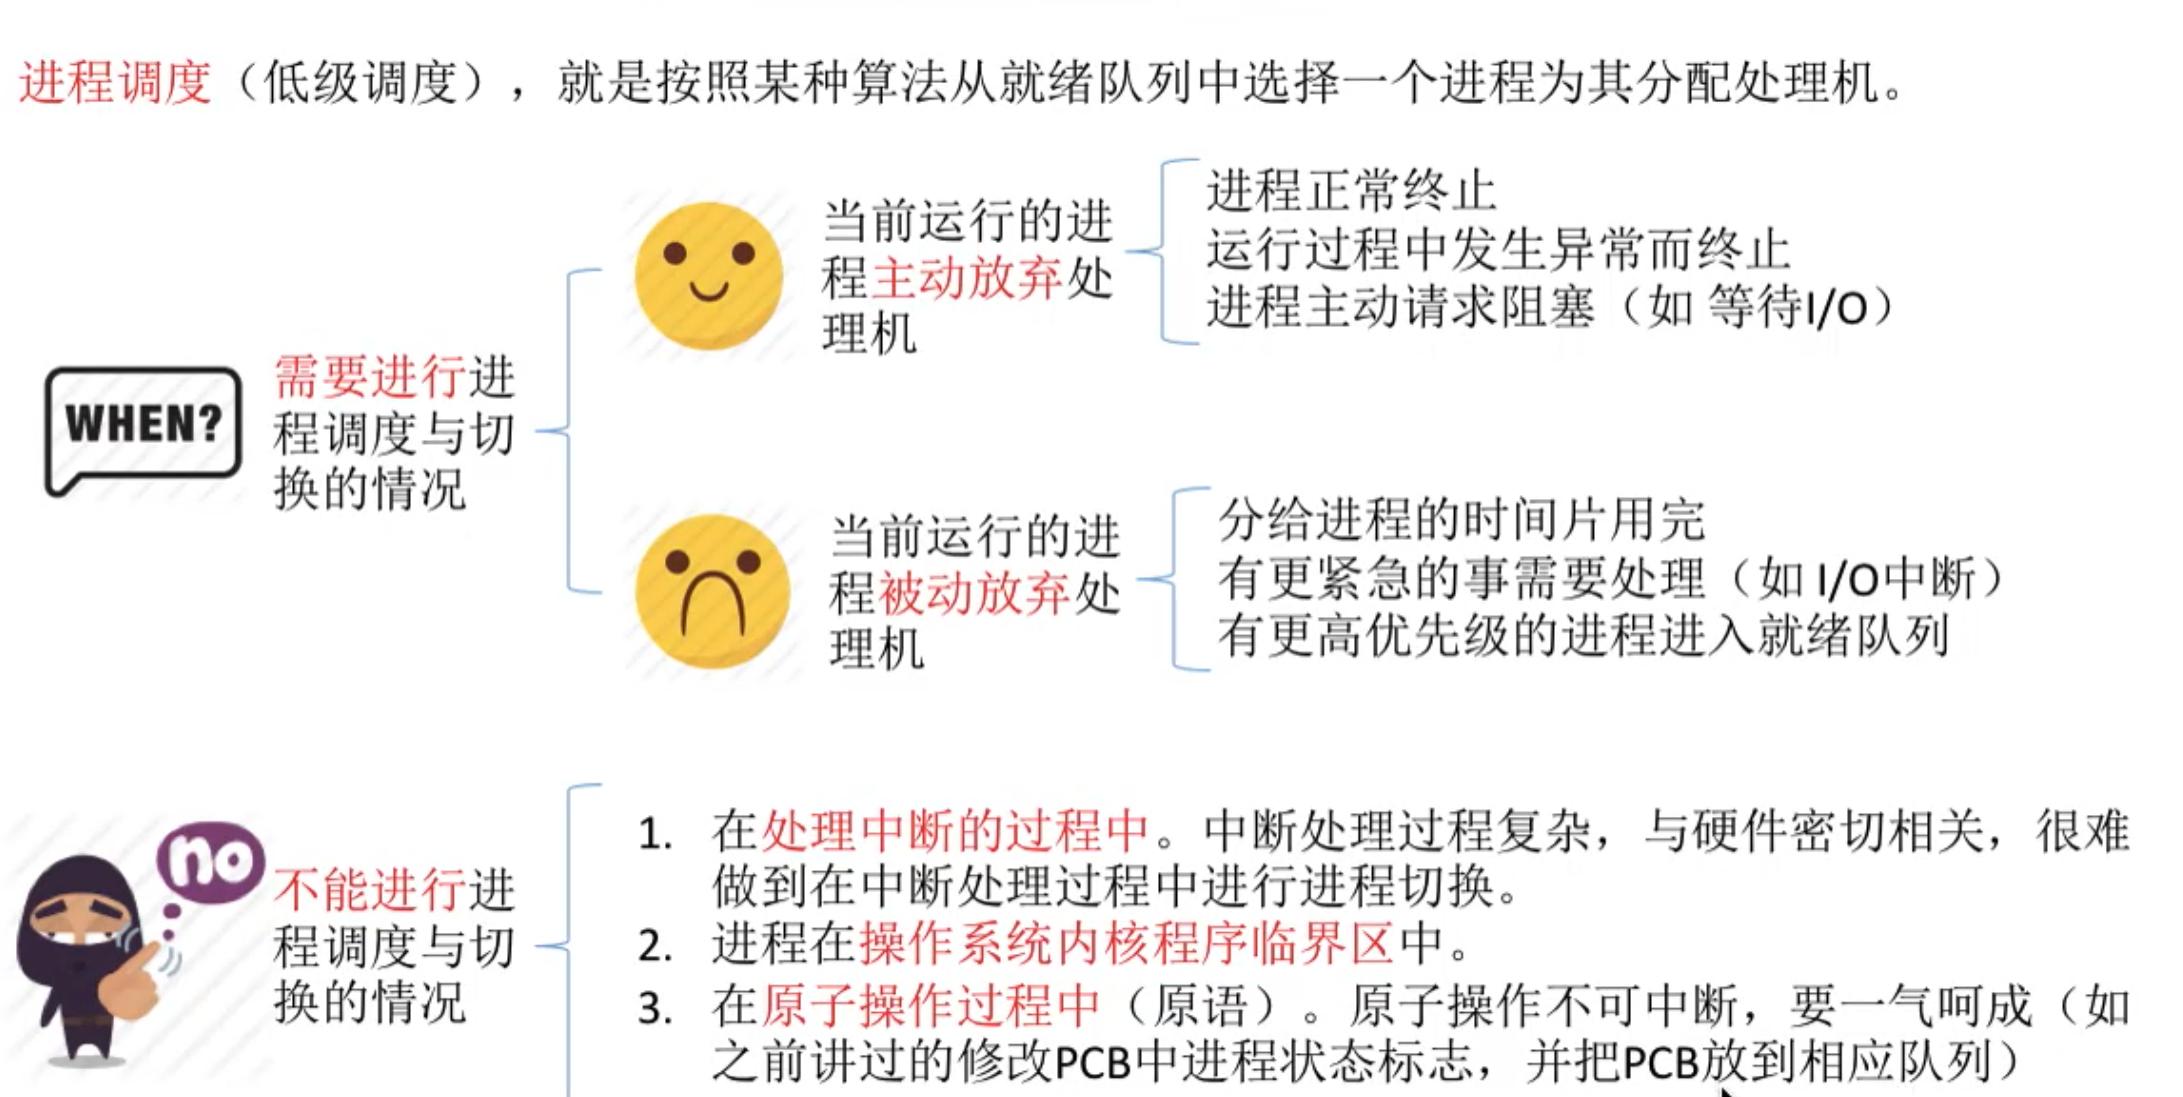 进程调度（低级调度），就是按照某种算法从就绪队列中选择一个进程为其分配处理机。
WHEN?
需要进行进
程调度与切
换的情况
当前运行的进
程主动放弃处
理机
进程正常终止
运行过程中发生异常而终止
进程主动请求阻塞（如 等待I/O）
当前运行的进
程被动放弃处
理机
分给进程的时间片用完
有更紧急的事需要处理（如 I/O中断）
有更高优先级的进程进入就绪队列
no
不能进行进
程调度与切
换的情况
1. 在处理中断的过程中。中断处理过程复杂，与硬件密切相关，很难
做到在中断处理过程中进行进程切换。
2. 进程在操作系统内核程序临界区中。
3. 在原子操作过程中（原语）。原子操作不可中断，要一气呵成（如
之前讲过的修改PCB中进程状态标志，并把PCB放到相应队列）